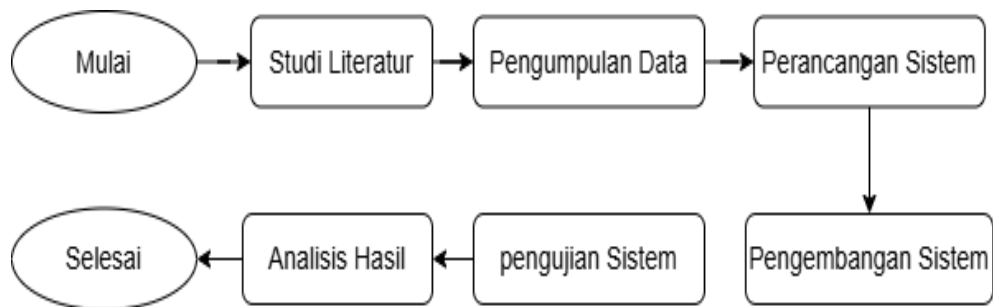 Mulai
Studi Literatur
Pengumpulan Data
Perancangan Sistem
Pengembangan Sistem
pengujian Sistem
Analisis Hasil
Selesai